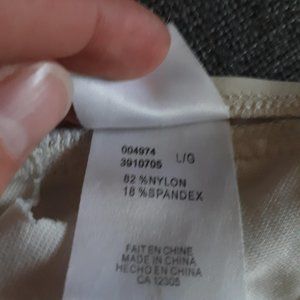 004974
3910705 L/G
82 %NYLON
18 %SPANDEX
FAIT EN CHINE
MADE IN CHINA
HECHO EN CHINA
CA 12305